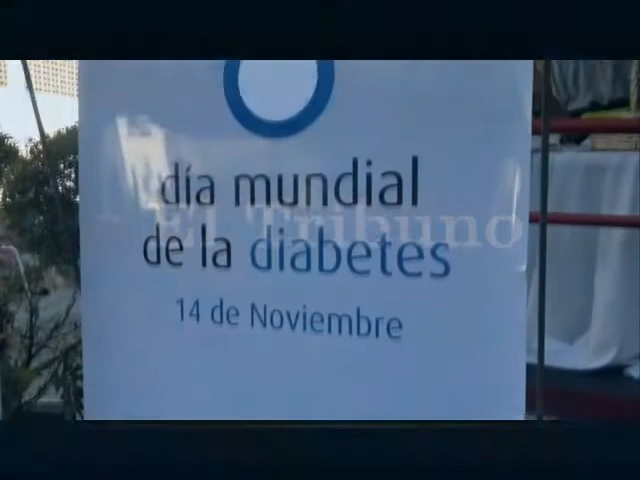 día mundial
El Tribuno
de la diabetes
14 de Noviembre